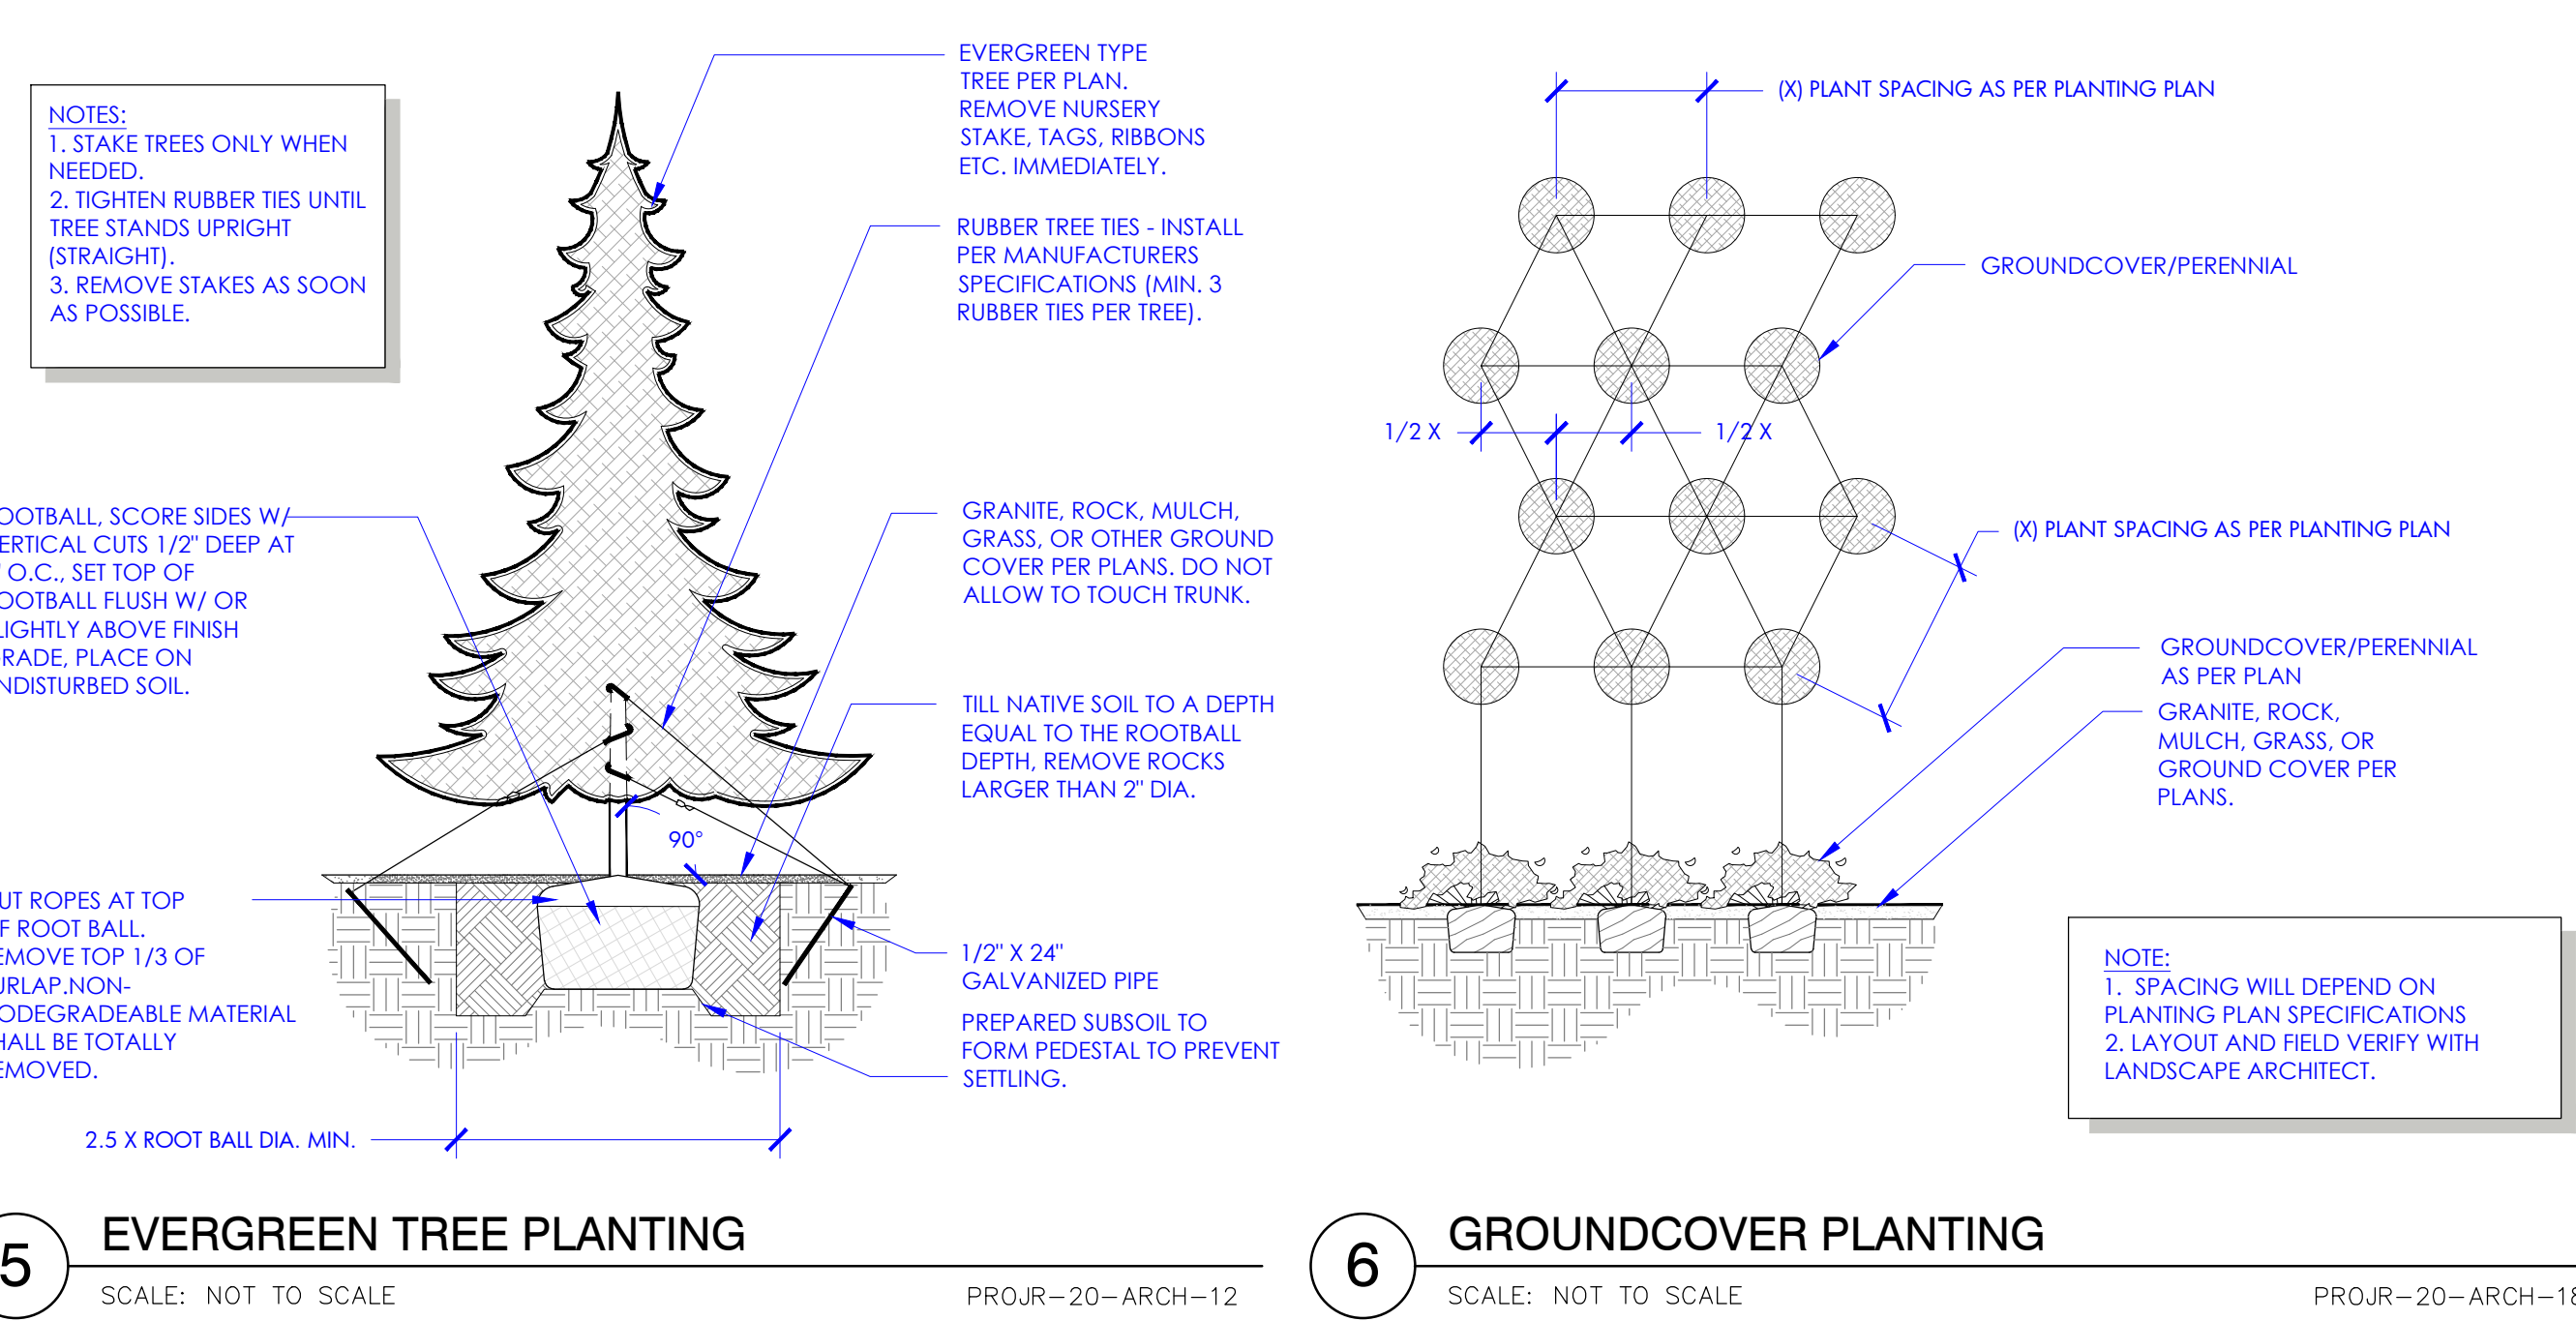 NOTES:
1. STAKE TREES ONLY WHEN
NEEDED.
2. TIGHTEN RUBBER TIES UNTIL
TREE STANDS UPRIGHT
(STRAIGHT).
3. REMOVE STAKES AS SOON
AS POSSIBLE.
EVERGREEN TYPE
TREE PER PLAN.
REMOVE NURSERY
STAKE, TAGS, RIBBONS
ETC. IMMEDIATELY.
RUBBER TREE TIES - INSTALL
PER MANUFACTURERS
SPECIFICATIONS (MIN. 3
RUBBER TIES PER TREE).
OOTBALL, SCORE SIDES W/
ERTICAL CUTS 1/2" DEEP AT
" O.C., SET TOP OF
OOTBALL FLUSH W/ OR
LIGHTLY ABOVE FINISH
RADE, PLACE ON
NDISTURBED SOIL.
GRANITE, ROCK, MULCH,
GRASS, OR OTHER GROUND
COVER PER PLANS. DO NOT
ALLOW TO TOUCH TRUNK.
TILL NATIVE SOIL TO A DEPTH
EQUAL TO THE ROOTBALL
DEPTH, REMOVE ROCKS
LARGER THAN 2" DIA.
90°
UT ROPES AT TOP
F ROOT BALL.
EMOVE TOP 1/3 OF
URLAP.NON-
ODEGRADEABLE MATERIAL
HALL BE TOTALLY
EMOVED.
1/2" X 24"
GALVANIZED PIPE
PREPARED SUBSOIL TO
FORM PEDESTAL TO PREVENT
SETTLING.
2.5 X ROOT BALL DIA. MIN.
5
EVERGREEN TREE PLANTING
SCALE: NOT TO SCALE
PROJR-20-ARCH-12
(X) PLANT SPACING AS PER PLANTING PLAN
GROUNDCOVER/PERENNIAL
1/2 X
1/2 X
(X) PLANT SPACING AS PER PLANTING PLAN
GROUNDCOVER/PERENNIAL
AS PER PLAN
GRANITE, ROCK,
MULCH, GRASS, OR
GROUND COVER PER
PLANS.
NOTE:
1. SPACING WILL DEPEND ON
PLANTING PLAN SPECIFICATIONS
2. LAYOUT AND FIELD VERIFY WITH
LANDSCAPE ARCHITECT.
6
GROUNDCOVER PLANTING
SCALE: NOT TO SCALE
PROJR-20-ARCH-18